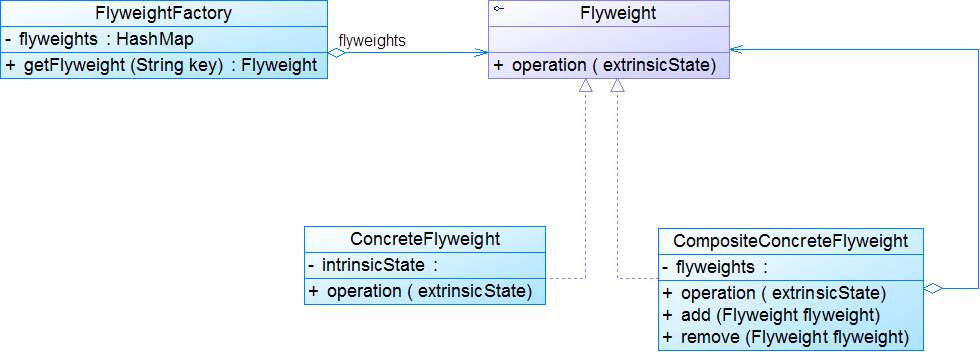 FlyweightFactory
- flyweights : HashMap
+ getFlyweight (String key) : Flyweight
flyweights
Flyweight
+ operation ( extrinsicState)
ConcreteFlyweight
- intrinsicState :
+ operation ( extrinsicState)
CompositeConcreteFlyweight
- flyweights :
+ operation ( extrinsicState)
+ add (Flyweight flyweight)
+ remove (Flyweight flyweight)